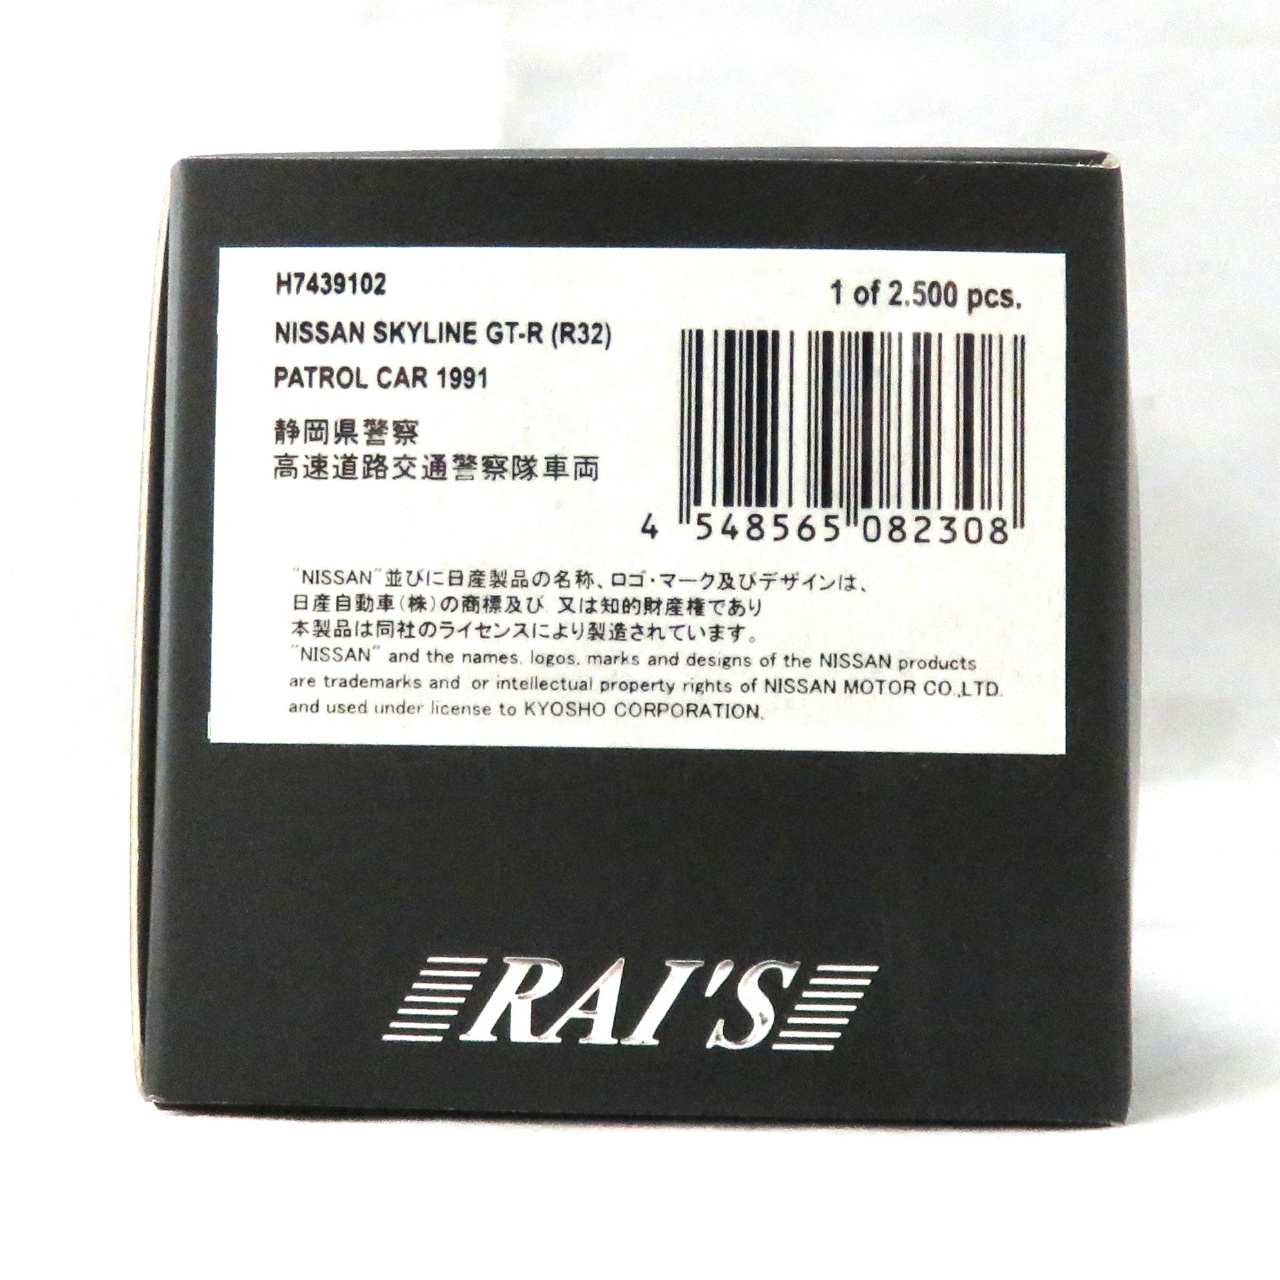 H7439102
1 of 2.500 pcs.
NISSAN SKYLINE GT-R (R32)
PATROL CAR 1991
静岡県警察
高速道路交通警察隊車両
4 548565 082308
"NISSAN"並びに日産製品の名称、ロゴ・マーク及びデザインは、
日産自動車(株)の商標及び 又は知的財産権であり
本製品は同社のライセンスにより製造されています。
"NISSAN" and the names. logos. marks and designs of the NISSAN products
are trademarks and or intellectual property rights of NISSAN MOTOR CO.,LTD.
and used under license to KYOSHO CORPORATION.
RAI'S